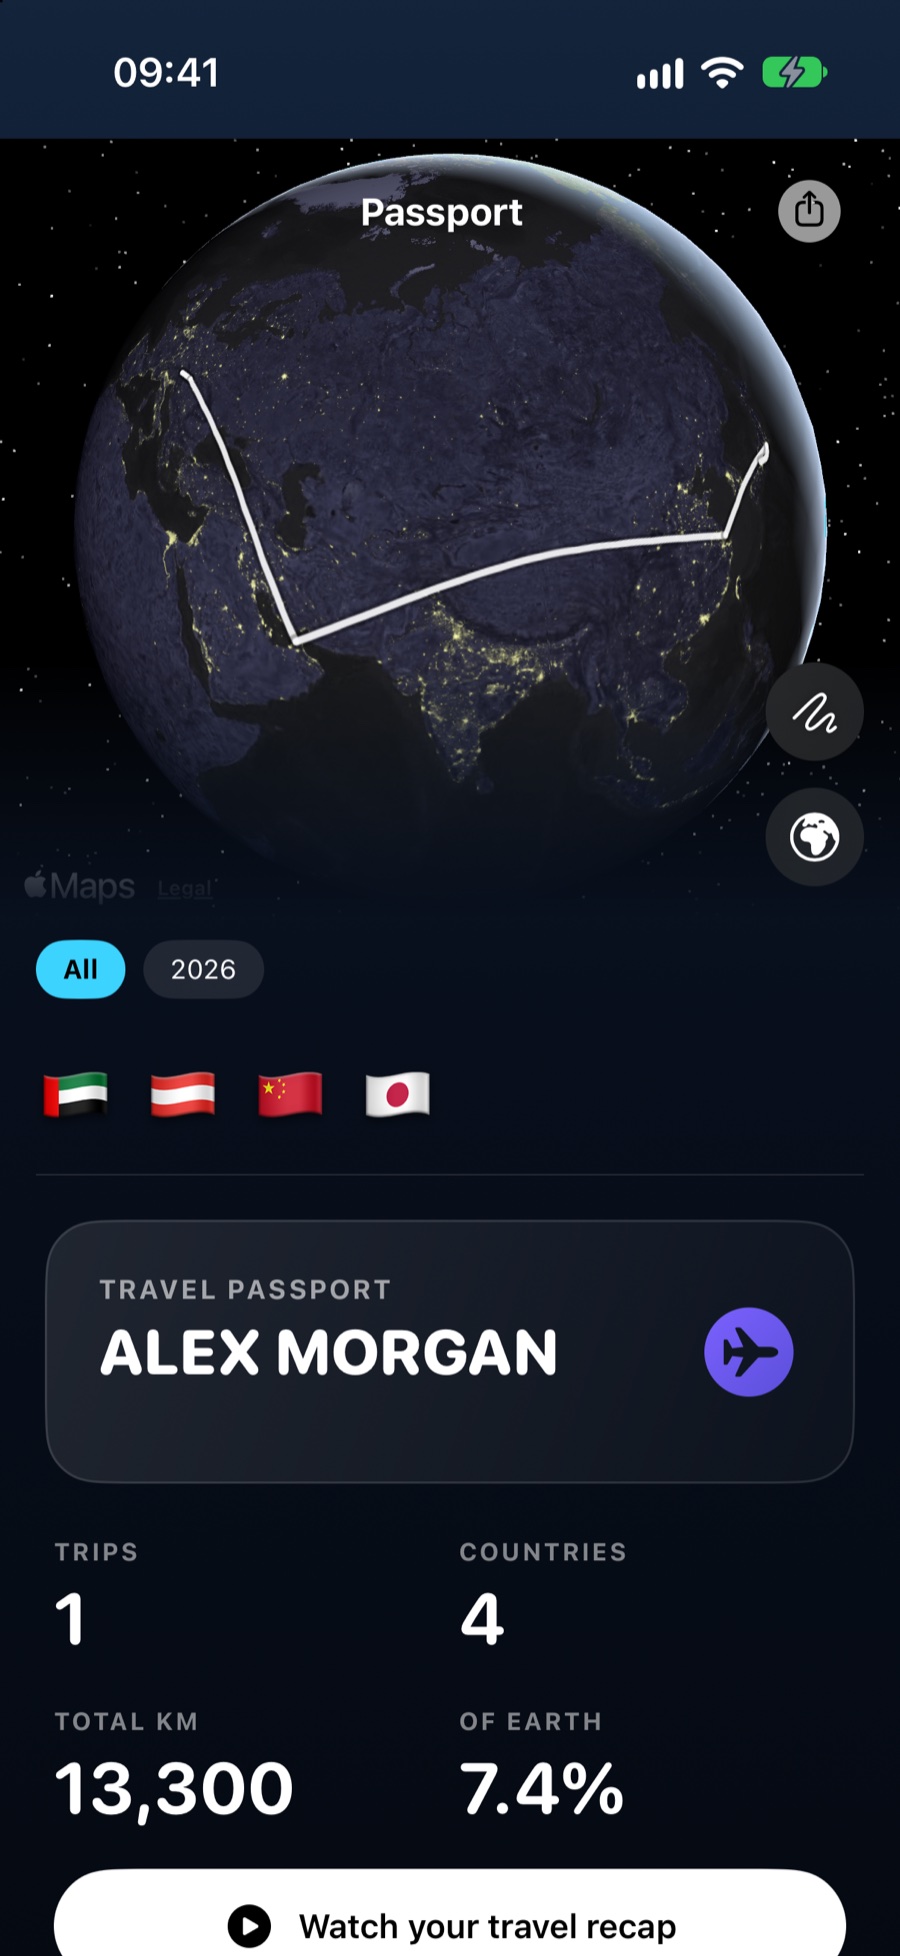 09:41
Passport
Maps Legal
All 2026
TRAVEL PASSPORT
ALEX MORGAN
TRIPS COUNTRIES
1 4
TOTAL KM OF EARTH
13,300 7.4%
Watch your travel recap